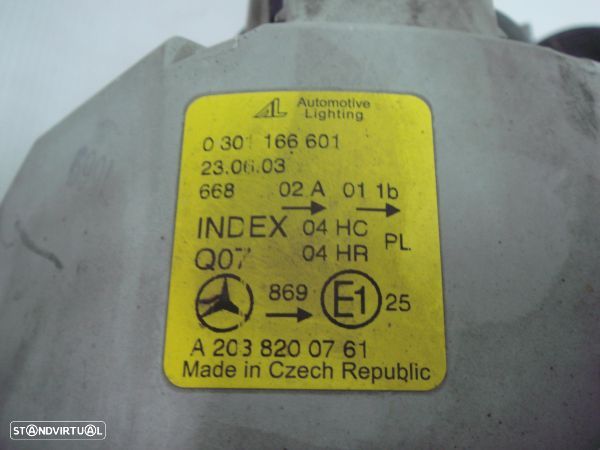 AL Automotive
Lighting
0 301 166 601
23.06.03
668 02 A 01 1b
INDEX 04 HC PL
Q07 04 HR
869 E1 25
A 203 820 07 61
Made in Czech Republic
STANDVIRTUAL